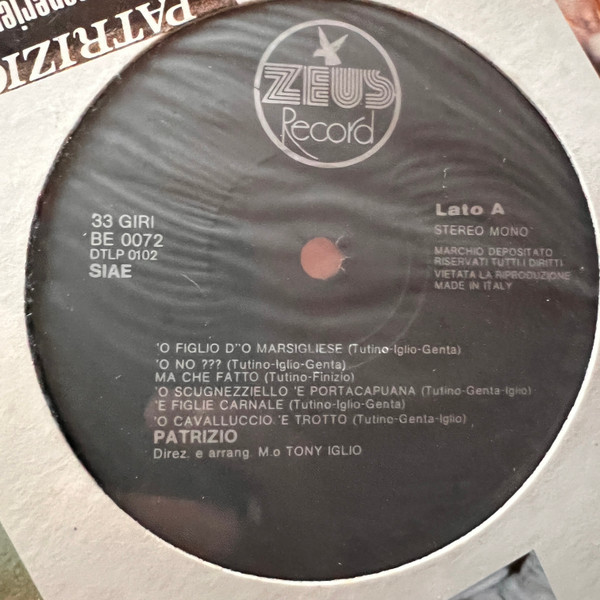 PATRIZIO
ZEUS
Record
33 GIRI
BE 0072
DTLP 0102
SIAE
Lato A
STEREO MONO
MARCHIO DEPOSITATO
RISERVATI TUTTI I DIRITTI
VIETATA LA RIPRODUZIONE
MADE IN ITALY
'O FIGLIO D''O MARSIGLIESE (Tutino-Iglio-Genta)
'O NO ??? (Tutino-Iglio-Genta)
MA CHE FATTO (Tutino-Finizio)
'O SCUGNEZZIELLO 'E PORTACAPUANA (Tutino-Genta-Iglio)
'E FIGLIE CARNALE (Tutino-Iglio-Genta)
'O CAVALLUCCIO 'E TROTTO (Tutino-Genta-Iglio)
PATRIZIO
Direz. e arrang. M.o TONY IGLIO